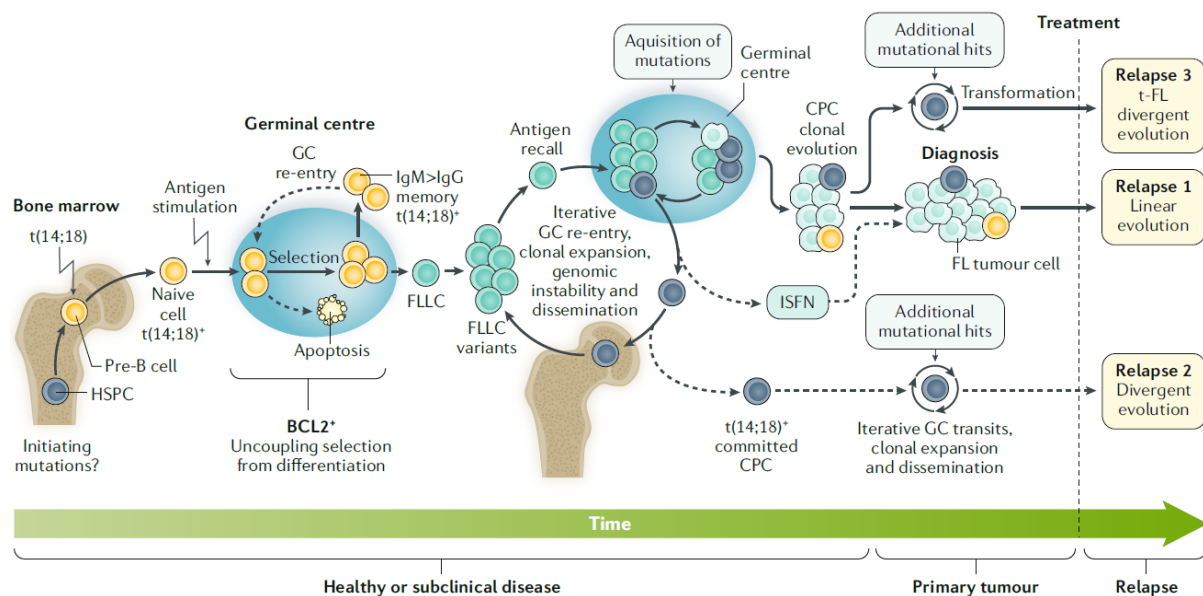 Bone marrow
t(14;18)
Pre-B cell
HSPC
Initiating
mutations?
Antigen
stimulation
Naive
cell
t(14;18)⁺
Germinal centre
GC
re-entry
IgM>IgG
memory
t(14;18)⁺
Selection
Apoptosis
BCL2⁺
Uncoupling selection
from differentiation
FLLC
FLLC
variants
Antigen
recall
Aquisition of
mutations
Germinal
centre
Iterative
GC re-entry,
clonal expansion,
genomic
instability and
dissemination
ISFN
t(14;18)⁺
committed
CPC
CPC
clonal
evolution
Additional
mutational hits
Transformation
Diagnosis
FL tumour cell
Additional
mutational hits
Iterative GC transits,
clonal expansion
and dissemination
Treatment
Relapse 3
t-FL
divergent
evolution
Relapse 1
Linear
evolution
Relapse 2
Divergent
evolution
Time
Healthy or subclinical disease
Primary tumour
Relapse